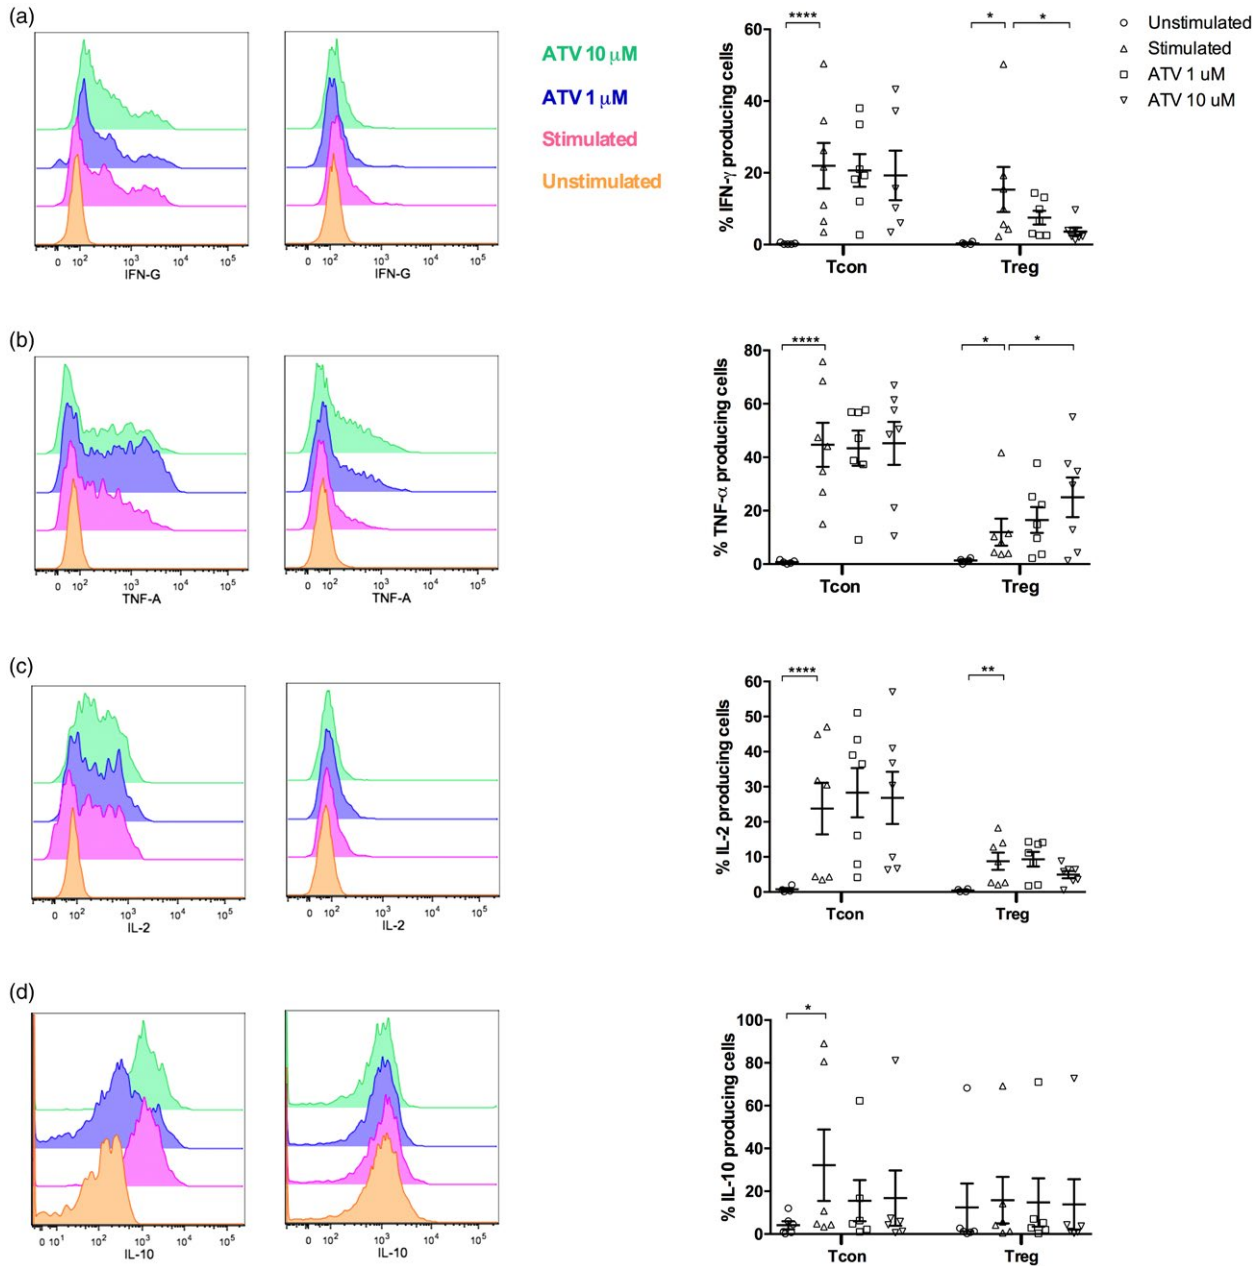 (a)
0 10² 10³ 10⁴ 10⁵
IFN-G
0 10² 10³ 10⁴ 10⁵
IFN-G
ATV 10 μM
ATV 1 μM
Stimulated
Unstimulated
% IFN-γ producing cells
60
40
20
0
**** * *
Tcon Treg
Unstimulated
Stimulated
ATV 1 uM
ATV 10 uM
(b)
0 10² 10³ 10⁴ 10⁵
TNF-A
0 10² 10³ 10⁴ 10⁵
TNF-A
% TNF-α producing cells
80
60
40
20
0
**** * *
Tcon Treg
(c)
0 10² 10³ 10⁴ 10⁵
IL-2
0 10² 10³ 10⁴ 10⁵
IL-2
% IL-2 producing cells
60
50
40
30
20
10
0
**** **
Tcon Treg
(d)
0 10¹ 10² 10³ 10⁴ 10⁵
IL-10
0 10¹ 10² 10³ 10⁴ 10⁵
IL-10
% IL-10 producing cells
100
80
60
40
20
0
*
Tcon Treg